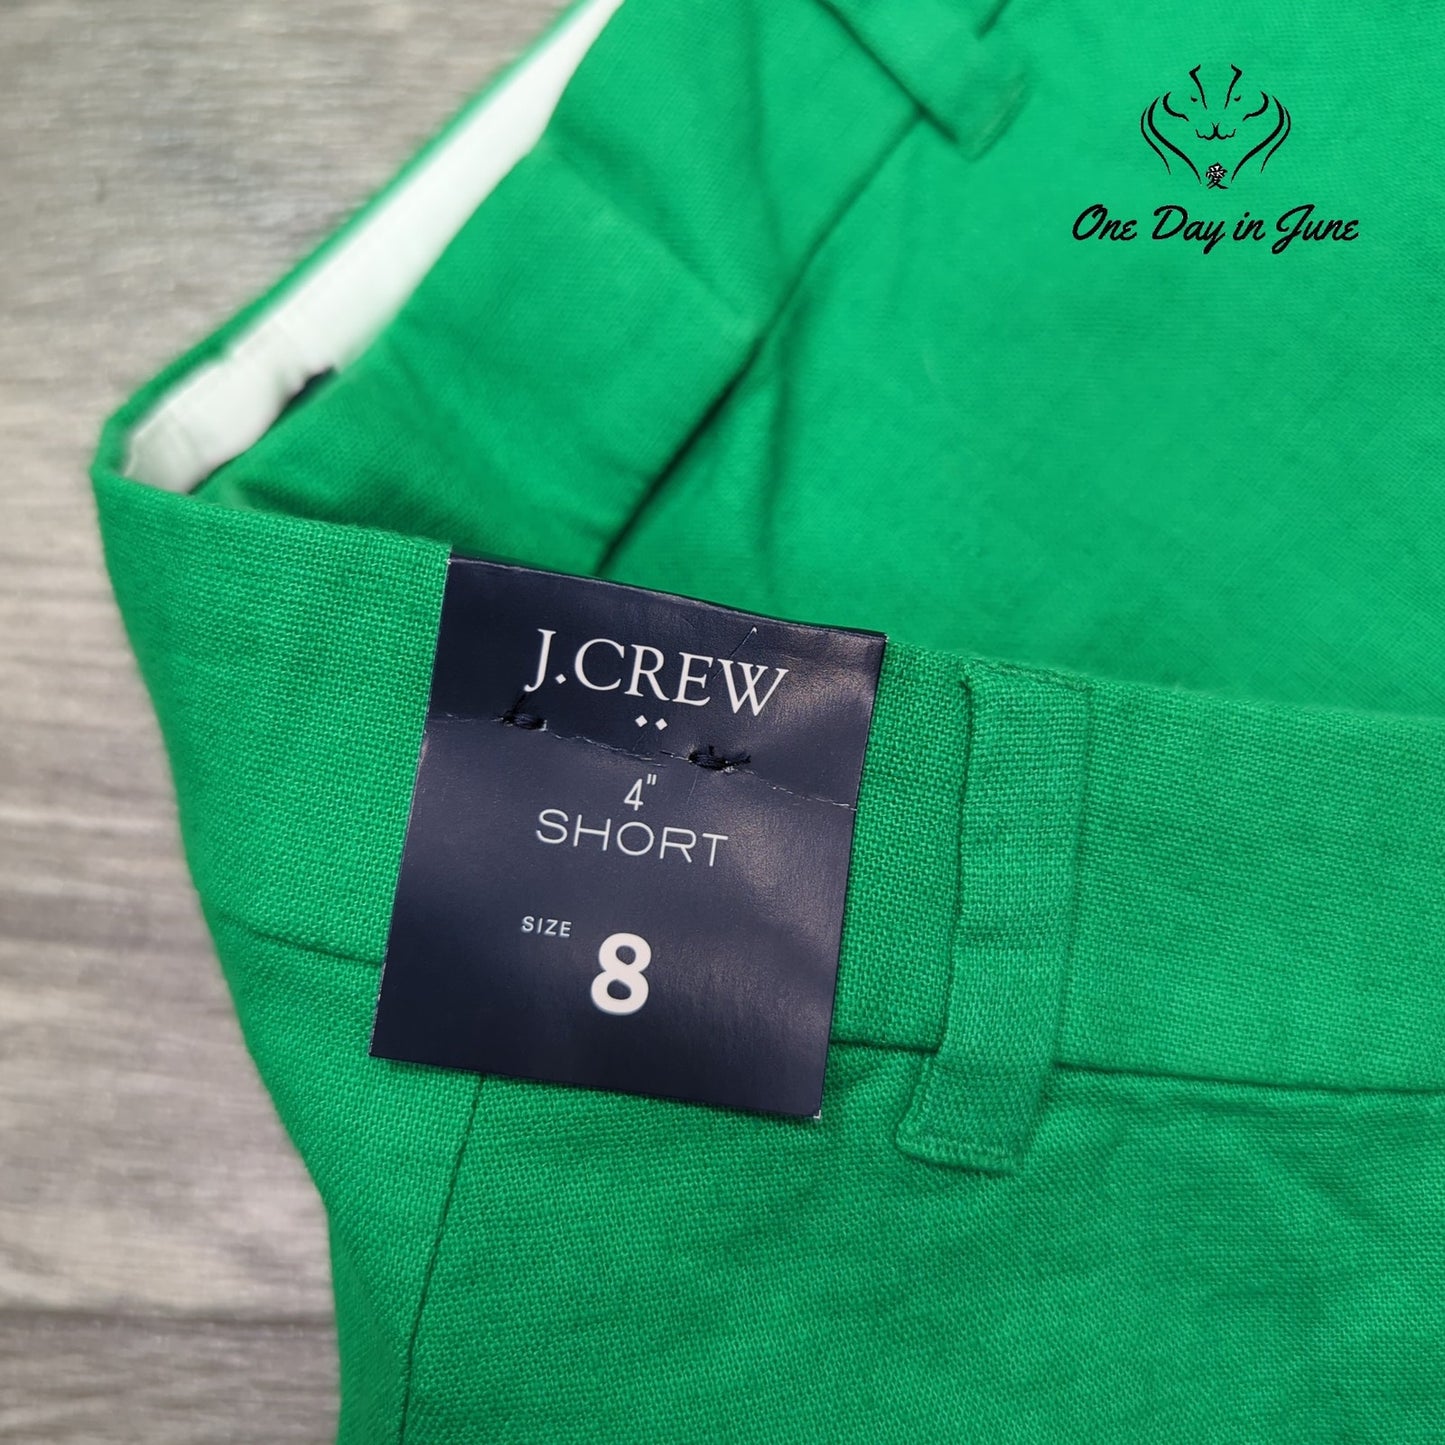 愛
One Day in June
J.CREW
4"
SHORT
SIZE
8